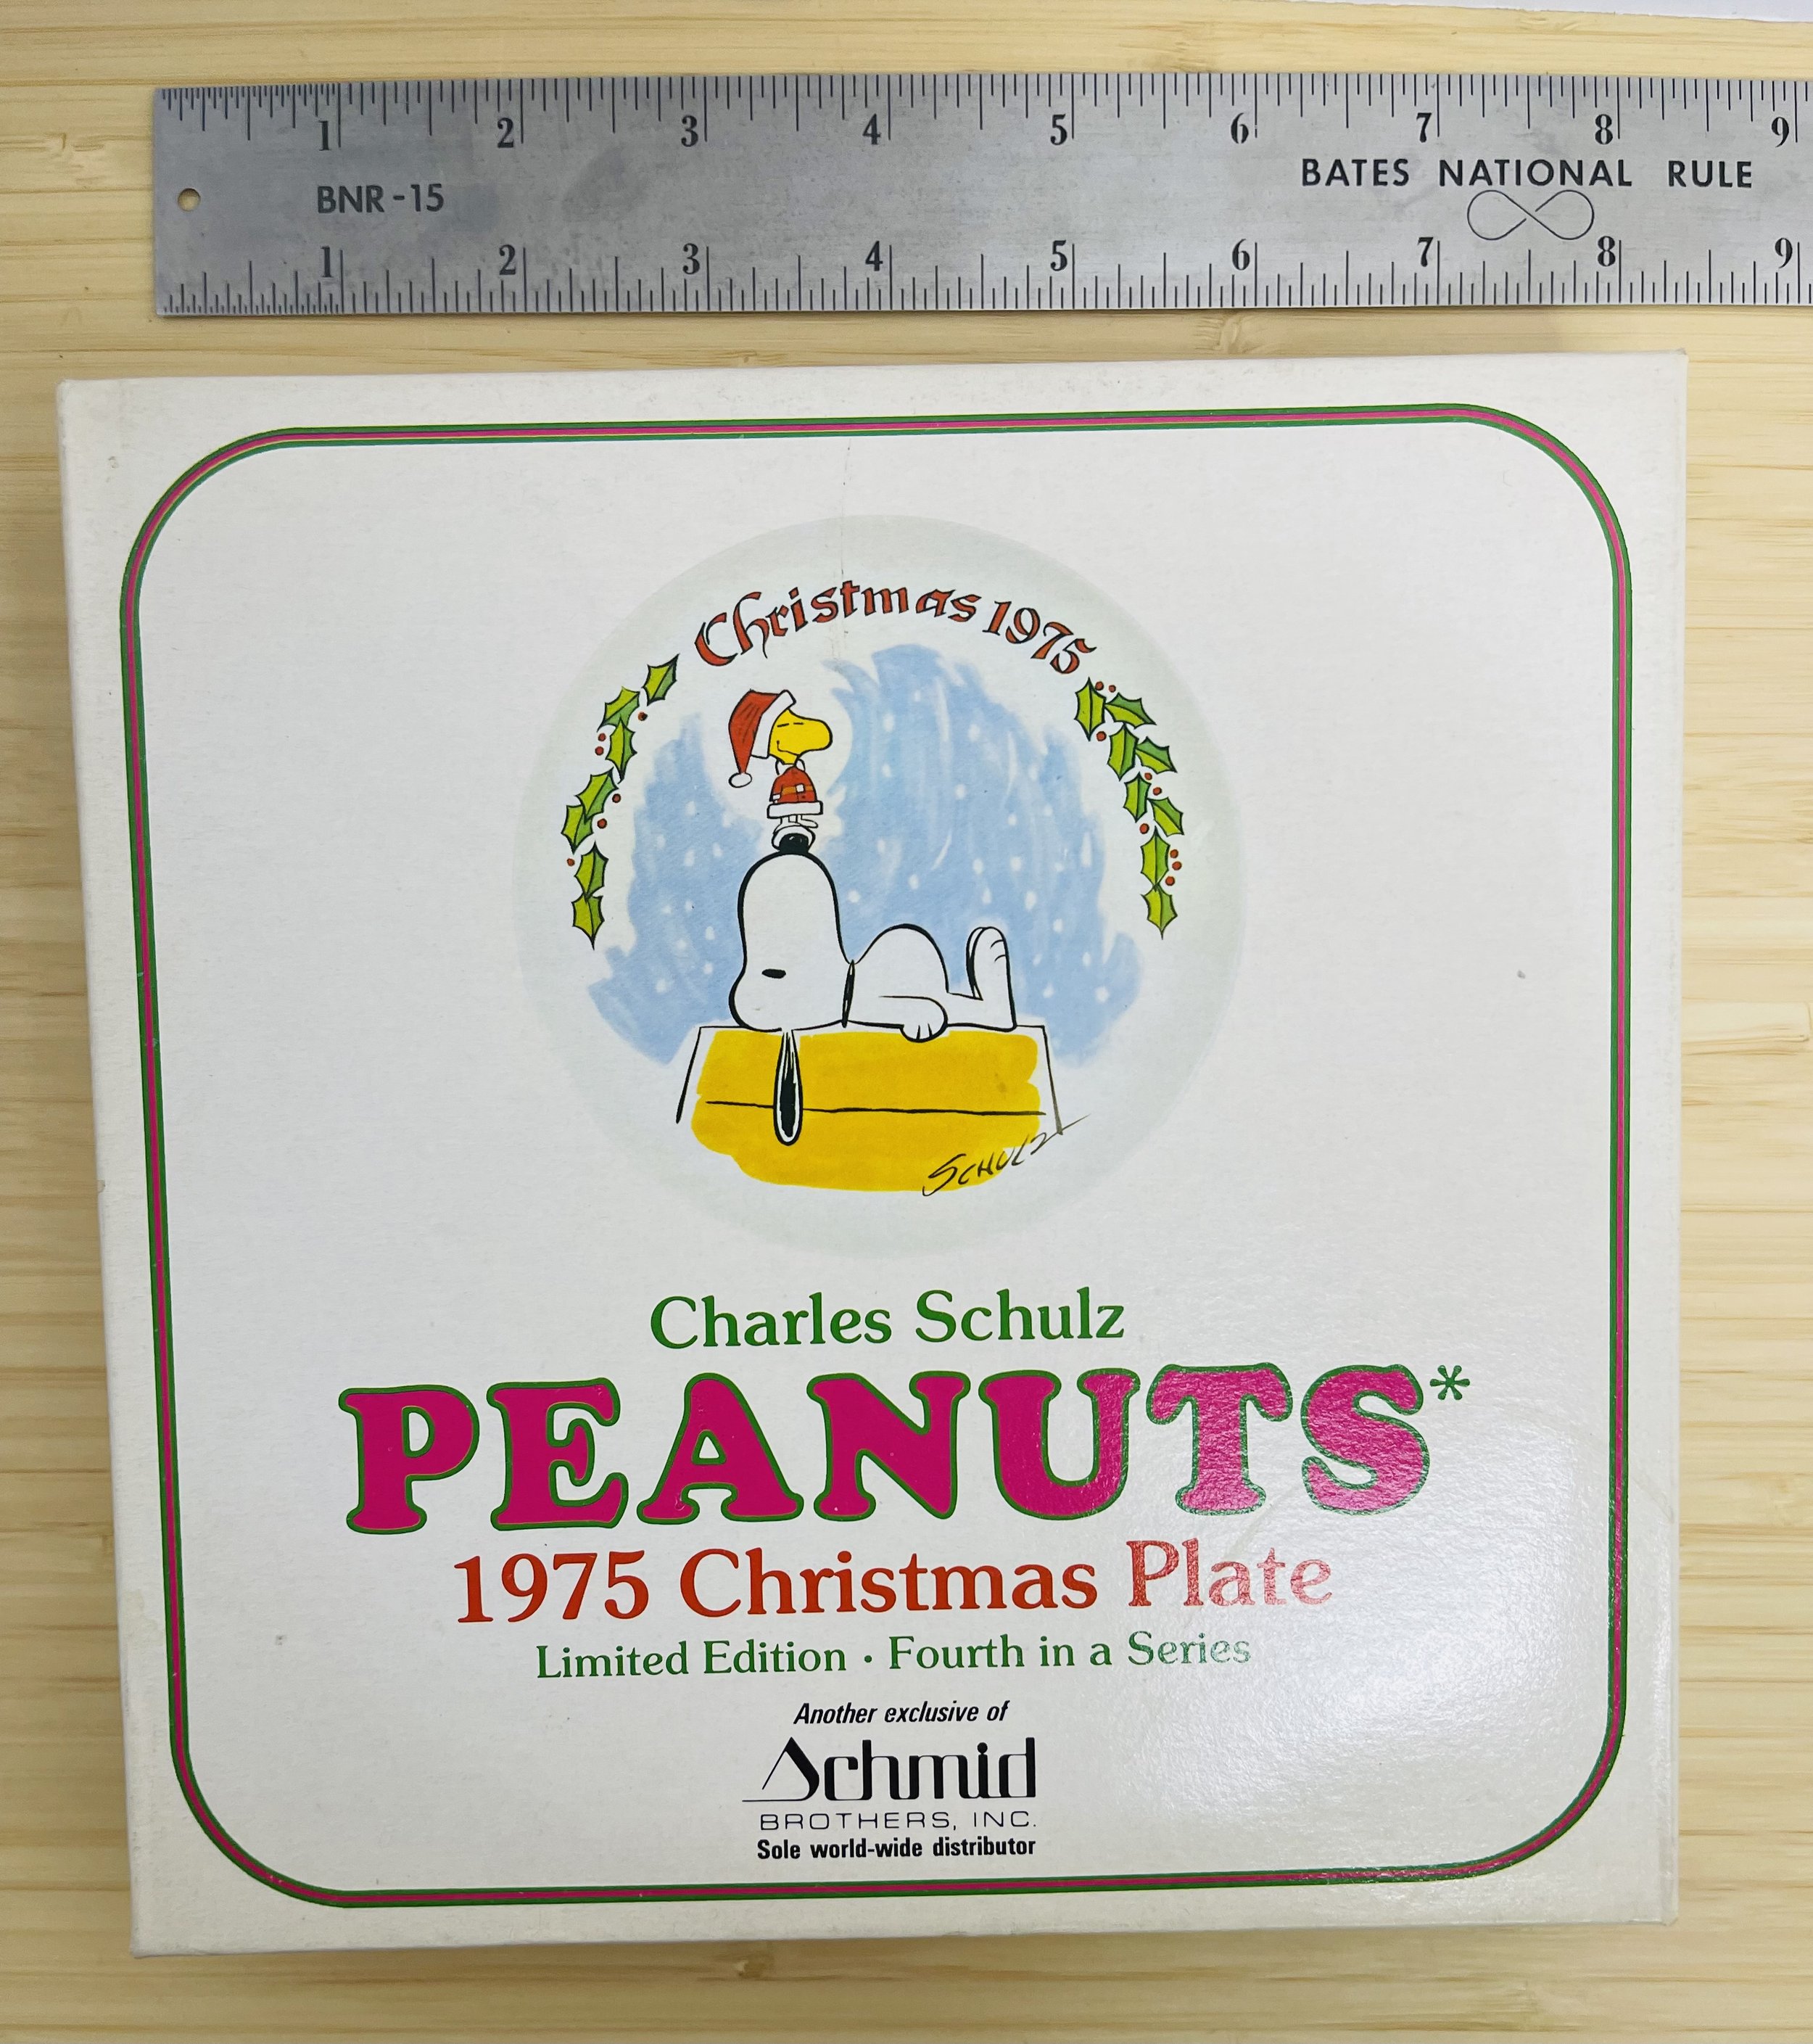 1 2 3 4 5 6 7 8 9
BNR-15
BATES NATIONAL RULE
1 2 3 4 5 6 7 8 9
Christmas 1975
SCHULZ
Charles Schulz
PEANUTS*
1975 Christmas Plate
Limited Edition · Fourth in a Series
Another exclusive of
Schmid
BROTHERS, INC.
Sole world-wide distributor